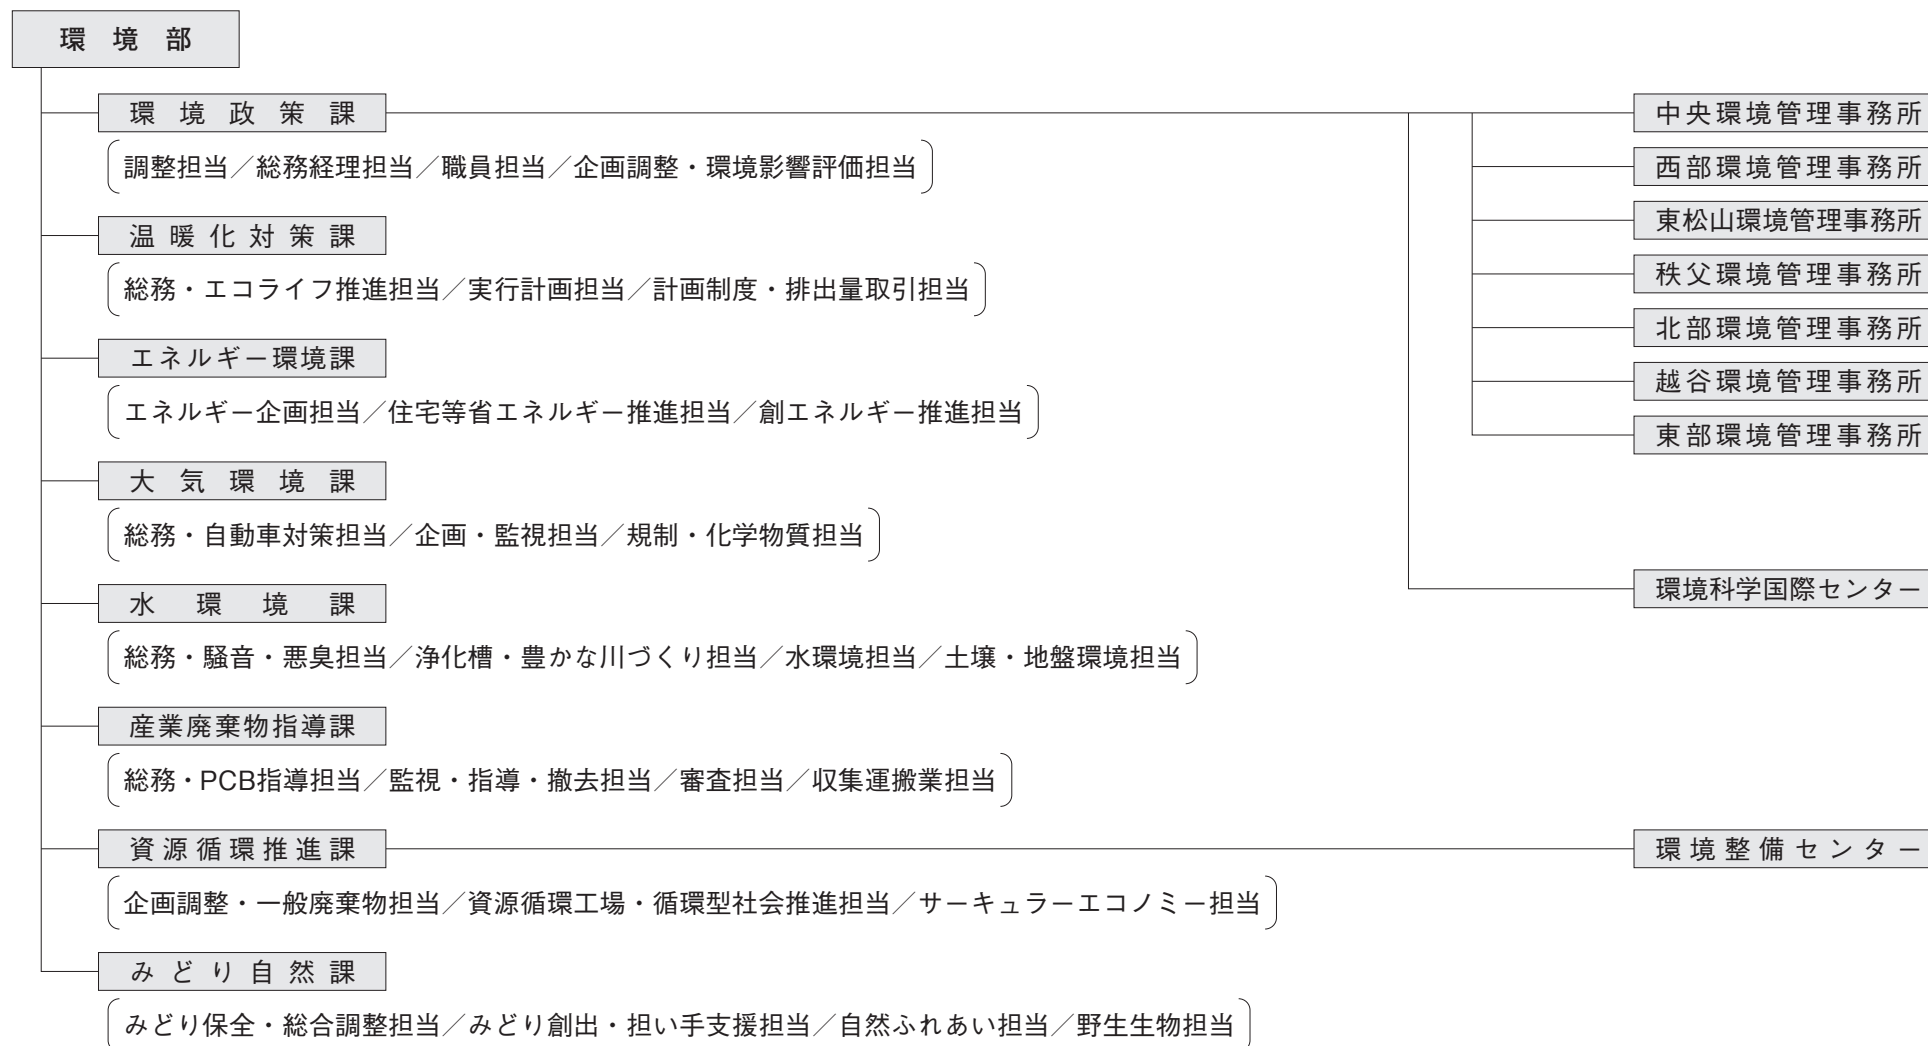 環境部
環境政策課
中央環境管理事務所
調整担当／総務経理担当／職員担当／企画調整・環境影響評価担当
西部環境管理事務所
温暖化対策課
東松山環境管理事務所
総務・エコライフ推進担当／実行計画担当／計画制度・排出量取引担当
秩父環境管理事務所
エネルギー環境課
北部環境管理事務所
エネルギー企画担当／住宅等省エネルギー推進担当／創エネルギー推進担当
越谷環境管理事務所
東部環境管理事務所
大気環境課
総務・自動車対策担当／企画・監視担当／規制・化学物質担当
水環境課
環境科学国際センター
総務・騒音・悪臭担当／浄化槽・豊かな川づくり担当／水環境担当／土壌・地盤環境担当
産業廃棄物指導課
総務・PCB指導担当／監視・指導・撤去担当／審査担当／収集運搬業担当
資源循環推進課
環境整備センター
企画調整・一般廃棄物担当／資源循環工場・循環型社会推進担当／サーキュラーエコノミー担当
みどり自然課
みどり保全・総合調整担当／みどり創出・担い手支援担当／自然ふれあい担当／野生生物担当